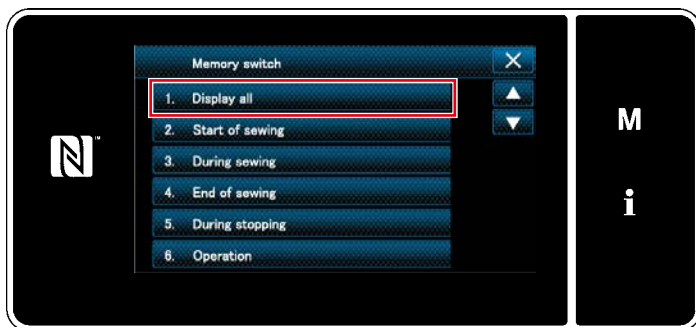 Memory switch
1. Display all
2. Start of sewing
3. During sewing
4. End of sewing
5. During stopping
6. Operation
N
M
i